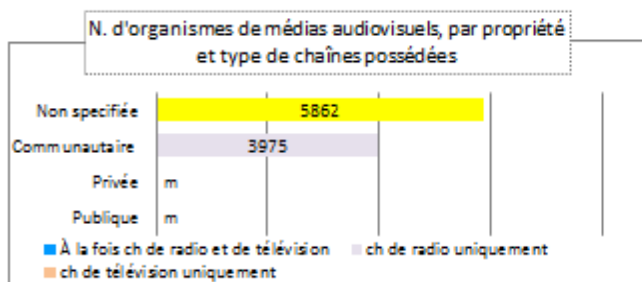 N. d'organismes de médias audiovisuels, par propriété
et type de chaînes possédées
Non specifiée 5862
Communautaire 3975
Privée m
Publique m
À la fois ch de radio et de télévision ch de radio uniquement
ch de télévision uniquement